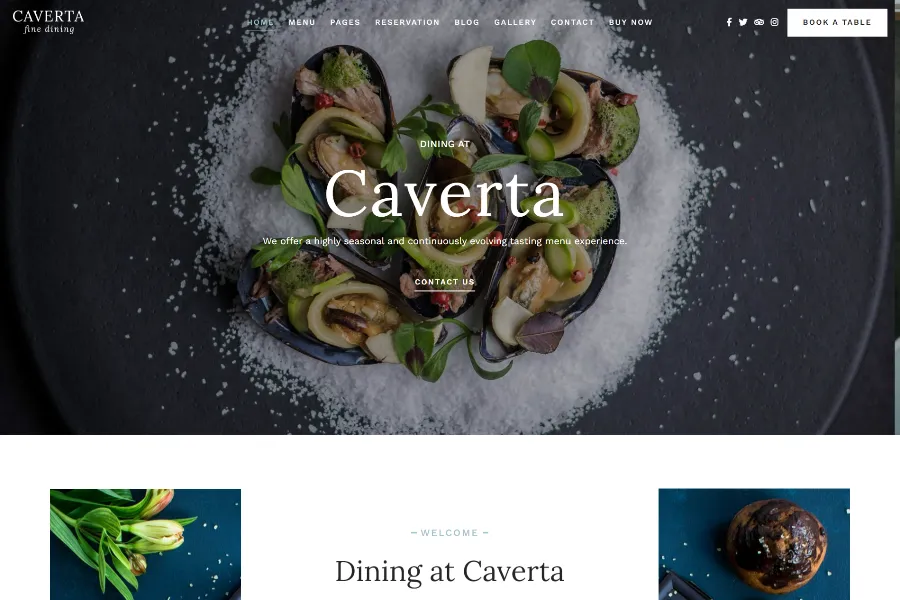 CAVERTA
fine dining
HOME MENU PAGES RESERVATION BLOG GALLERY CONTACT BUY NOW
BOOK A TABLE
DINING AT
Caverta
We offer a highly seasonal and continuously evolving tasting menu experience.
CONTACT US
WELCOME
Dining at Caverta